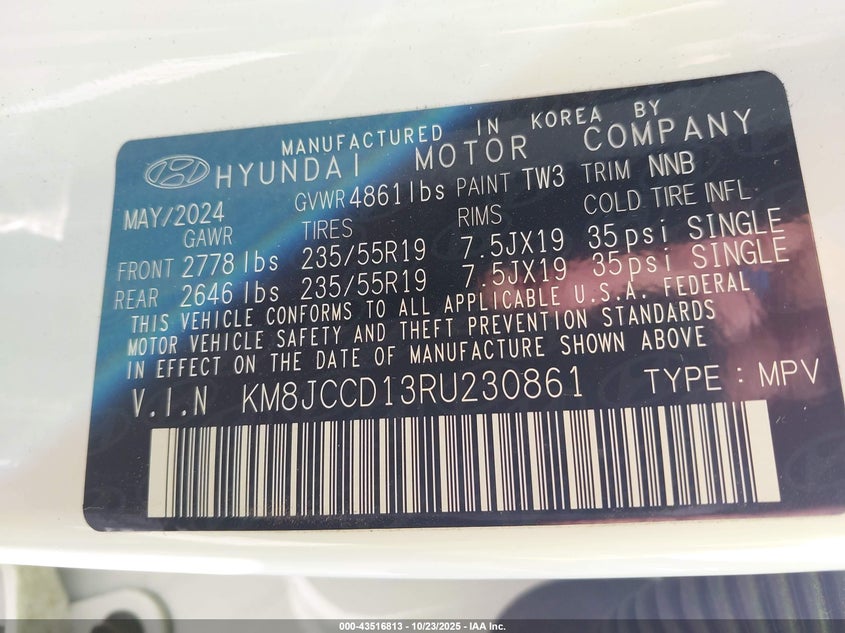 MANUFACTURED IN KOREA BY
HYUNDAI MOTOR COMPANY
MAY/2024 GVWR 4861lbs PAINT TW3 TRIM NNB
GAWR TIRES RIMS COLD TIRE INFL
FRONT 2778 lbs 235/55R19 7.5JX19 35psi SINGLE
REAR 2646 lbs 235/55R19 7.5JX19 35psi SINGLE
THIS VEHICLE CONFORMS TO ALL APPLICABLE U.S.A. FEDERAL
MOTOR VEHICLE SAFETY AND THEFT PREVENTION STANDARDS
IN EFFECT ON THE DATE OF MANUFACTURE SHOWN ABOVE
V.I.N KM8JCCD13RU230861 TYPE : MPV
000-43516813 - 10/23/2025 - IAA Inc.